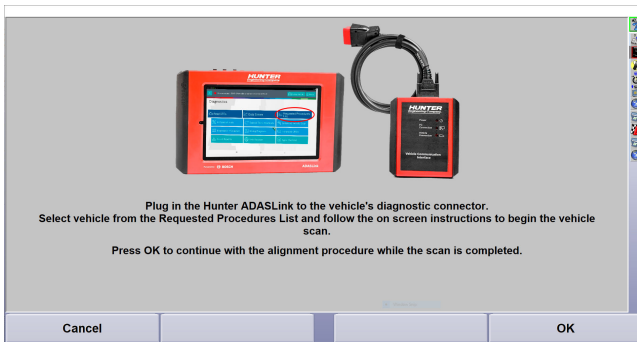 HUNTER
Diagnostics
ADASLink
HUNTER
Vehicle Communication
Interface
Plug in the Hunter ADASLink to the vehicle's diagnostic connector.
Select vehicle from the Requested Procedures List and follow the on screen instructions to begin the vehicle
scan.
Press OK to continue with the alignment procedure while the scan is completed.
Cancel
OK